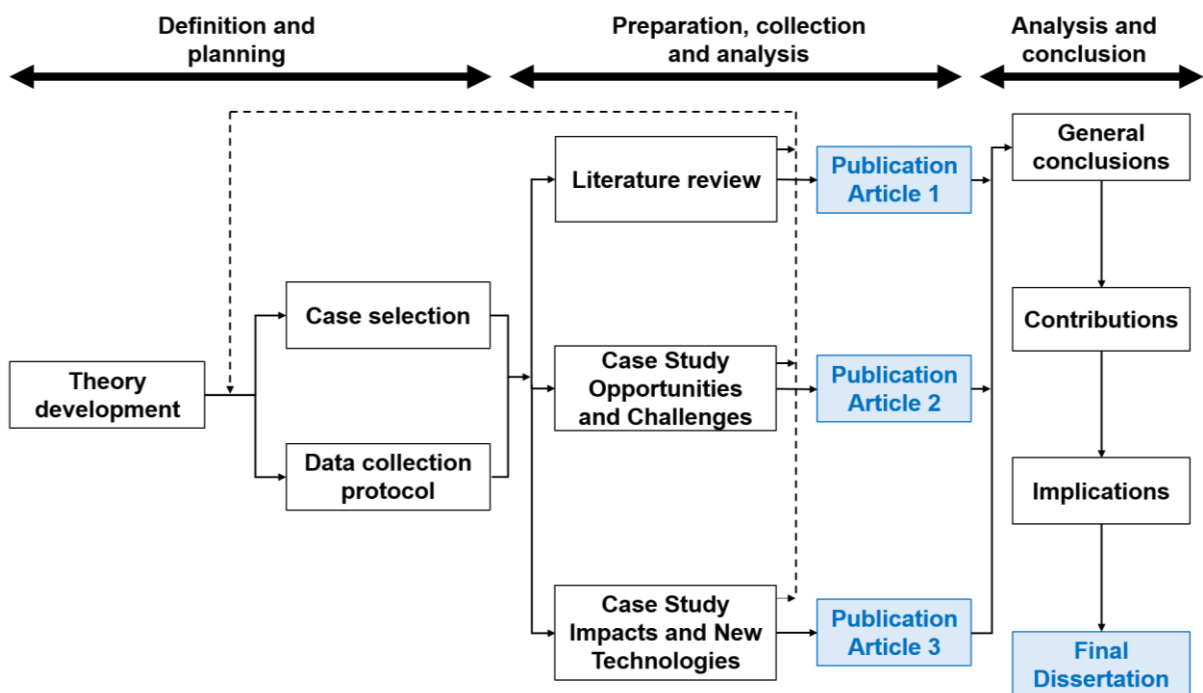 Definition and
planning
Preparation, collection
and analysis
Analysis and
conclusion
Theory
development
Case selection
Data collection
protocol
Literature review
Case Study
Opportunities
and Challenges
Case Study
Impacts and New
Technologies
Publication
Article 1
Publication
Article 2
Publication
Article 3
General
conclusions
Contributions
Implications
Final
Dissertation